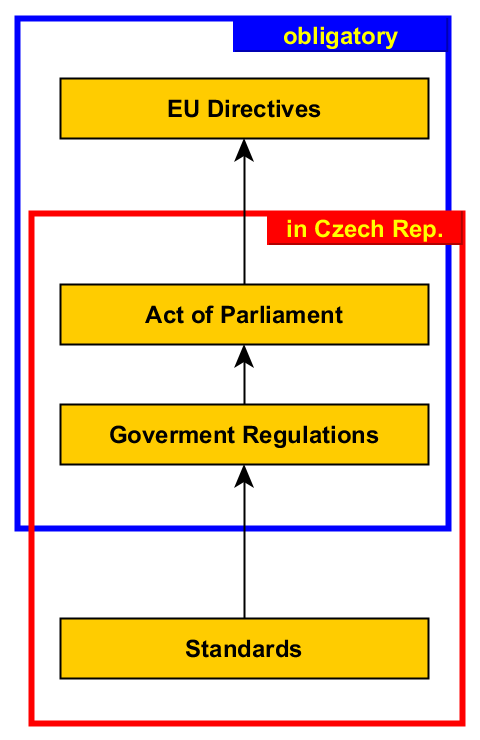 obligatory
EU Directives
in Czech Rep.
Act of Parliament
Goverment Regulations
Standards